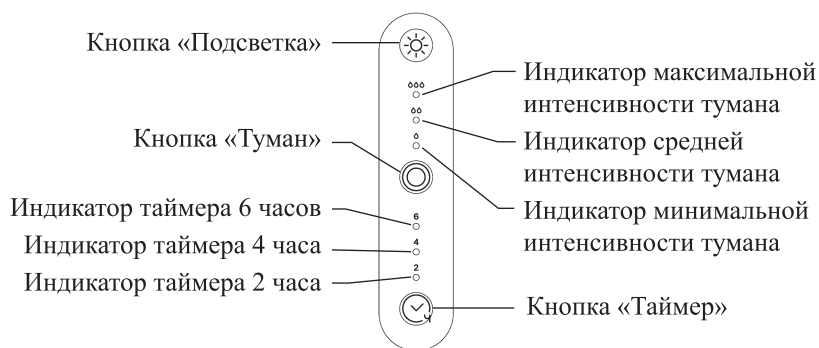 Кнопка «Подсветка»
Индикатор максимальной
интенсивности тумана
Индикатор средней
интенсивности тумана
Кнопка «Туман»
Индикатор минимальной
интенсивности тумана
Индикатор таймера 6 часов
6
Индикатор таймера 4 часа
4
Индикатор таймера 2 часа
2
Кнопка «Таймер»
ч